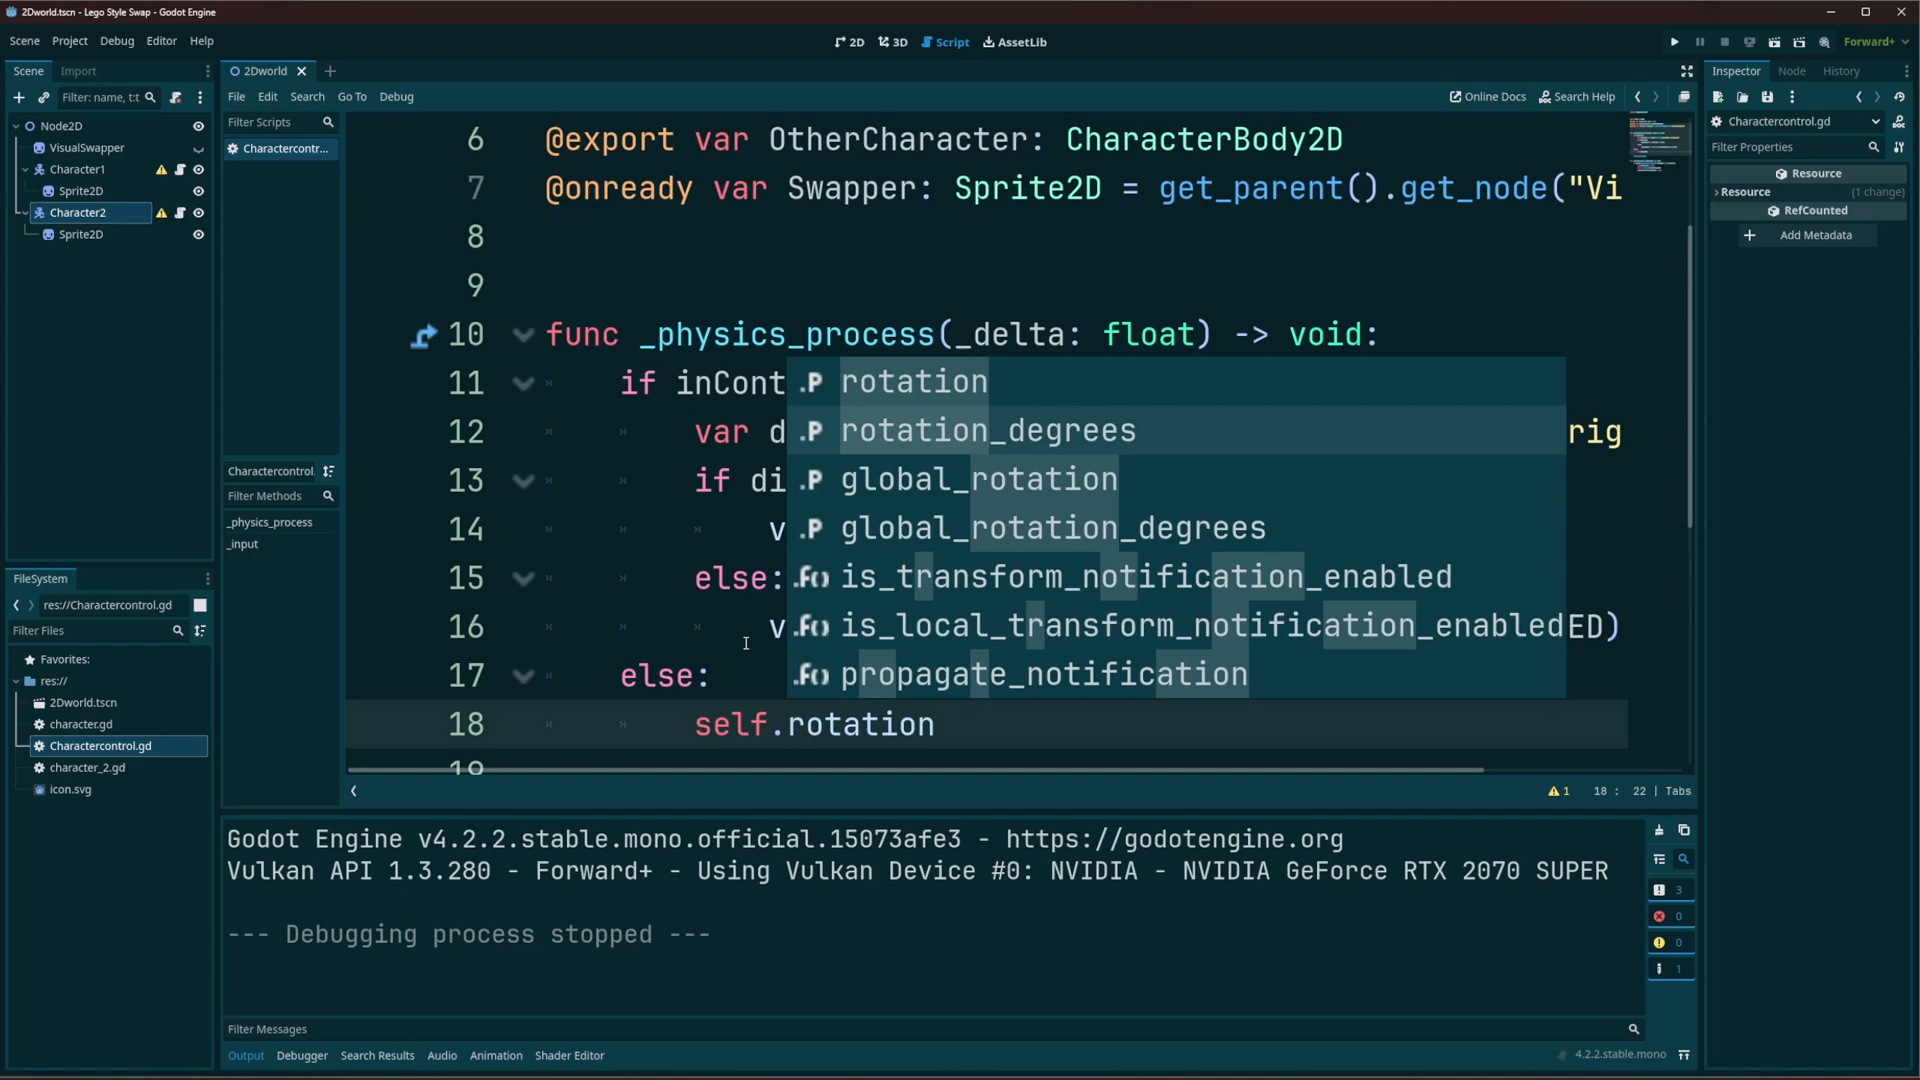 2Dworld.tscn - Lego Style Swap - Godot Engine
Scene Project Debug Editor Help
2D 3D Script AssetLib
Forward+
Scene Import
Filter: name, t:t
Node2D
VisualSwapper
Character1
Sprite2D
Character2
Sprite2D
FileSystem
res://Charactercontrol.gd
Filter Files
Favorites:
res://
2Dworld.tscn
character.gd
Charactercontrol.gd
character_2.gd
icon.svg
2Dworld
File Edit Search Go To Debug
Online Docs Search Help
Filter Scripts
Charactercontr...
Charactercontrol.
Filter Methods
_physics_process
_input
6 @export var OtherCharacter: CharacterBody2D
7 @onready var Swapper: Sprite2D = get_parent().get_node("Vi
8
9
10 func _physics_process(_delta: float) -> void:
11 if inCont
12 var d rig
13 if di
14 v
15 else:
16 v ED)
17 else:
18 self.rotation
19
.P rotation
.P rotation_degrees
.P global_rotation
.P global_rotation_degrees
.f() is_transform_notification_enabled
.f() is_local_transform_notification_enabled
.f() propagate_notification
1 18 : 22 | Tabs
Godot Engine v4.2.2.stable.mono.official.15073afe3 - https://godotengine.org
Vulkan API 1.3.280 - Forward+ - Using Vulkan Device #0: NVIDIA - NVIDIA GeForce RTX 2070 SUPER
--- Debugging process stopped ---
3
0
0
1
Filter Messages
Output Debugger Search Results Audio Animation Shader Editor
4.2.2.stable.mono
Inspector Node History
Charactercontrol.gd
Filter Properties
Resource
Resource (1 change)
RefCounted
Add Metadata